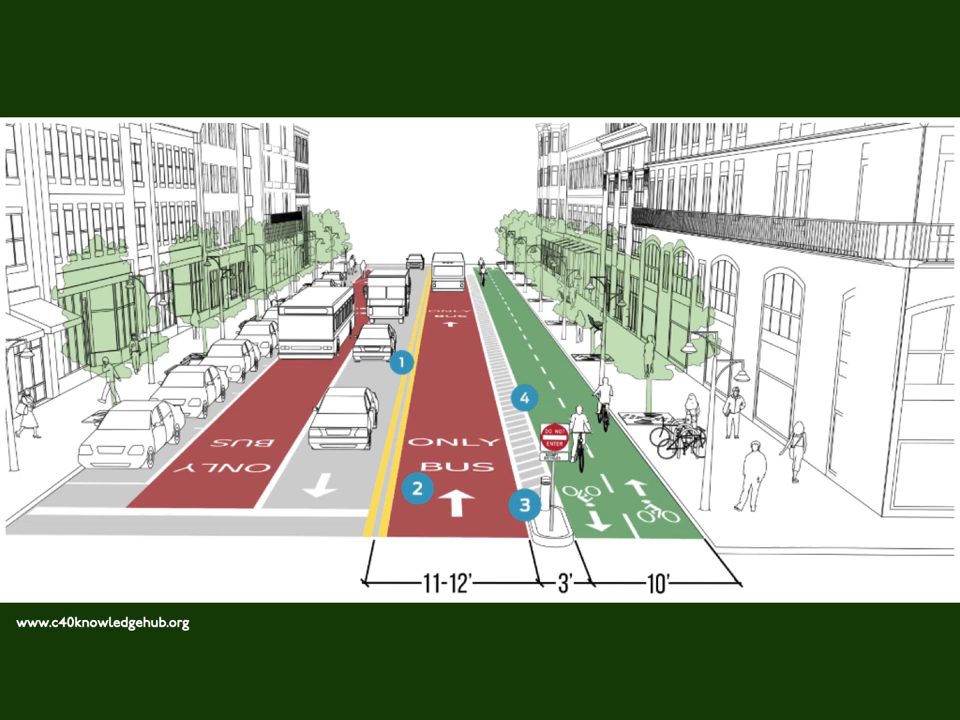 ONLY
BUS
1
4
DO NOT
ENTER
ONLY
BUS
BUS
ONLY
2
3
11-12'
3'
10'
www.c40knowledgehub.org